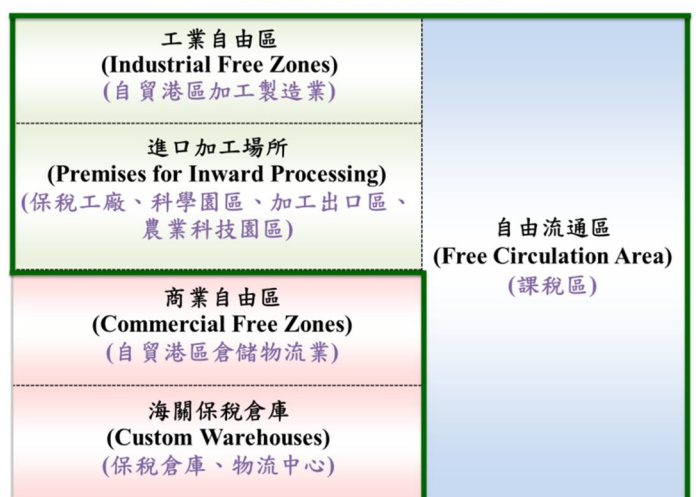 工業自由區
(Industrial Free Zones)
(自貿港區加工製造業)
進口加工場所
(Premises for Inward Processing)
(保稅工廠、科學園區、加工出口區、
農業科技園區)
商業自由區
(Commercial Free Zones)
(自貿港區倉儲物流業)
海關保稅倉庫
(Custom Warehouses)
(保稅倉庫、物流中心)
自由流通區
(Free Circulation Area)
(課稅區)